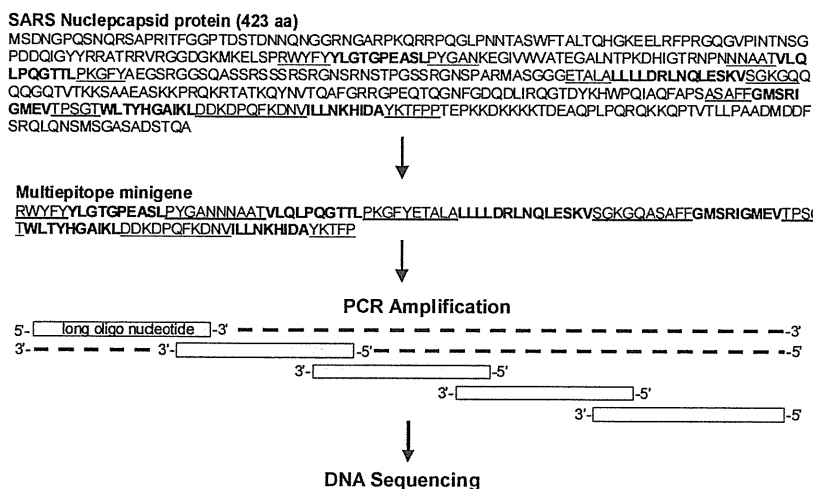 SARS Nuclepcapsid protein (423 aa)
MSDNGPQSNQRSAPRITFGGPTDSTDNNQNGGRNGARPKQRRPQGLPNNTASWFTALTQHGKEELRFPRGQGVPINTNSG
PDDQIGYYRRATRRVRGGDGKMKELSPRWYFYYLGTGPEASLPYGANKEGIVWVATEGALNTPKDHIGTRNPNNNAATVLQ
LPQGTTLPKGFYAEGSRGGSQASSRSSSRSRGNSRNSTPGSSRGNSPARMASGGGETALALLLLDRLNQLESKVSGKGQQ
QQGQTVTKKSAAEASKKPRQKRTATKQYNVTQAFGRRGPEQTQGNFGDQDLIRQGTDYKHWPQIAQFAPSASAFFGMSRI
GMEVTPSGTWLTYHGAIKLDDKDPQFKDNVILLNKHIDAYKTFPPTEPKKDKKKKTDEAQPLPQRQKKQPTVTLLPAADMDDF
SRQLQNSMSGASADSTQA
Multiepitope minigene
RWYFYYLGTGPEASLPYGANNNAATVLQLPQGTTLPKGFYETALALLLLDRLNQLESKVSGKGQASAFFGMSRIGMEVTPSG
TWLTYHGAIKLDDKDPQFKDNVILLNKHIDAYKTFP
PCR Amplification
5'- long oligo nucleotide -3' -3'
3'- 3'- -5' -5'
3'- -5'
3'- -5'
3'- -5'
DNA Sequencing